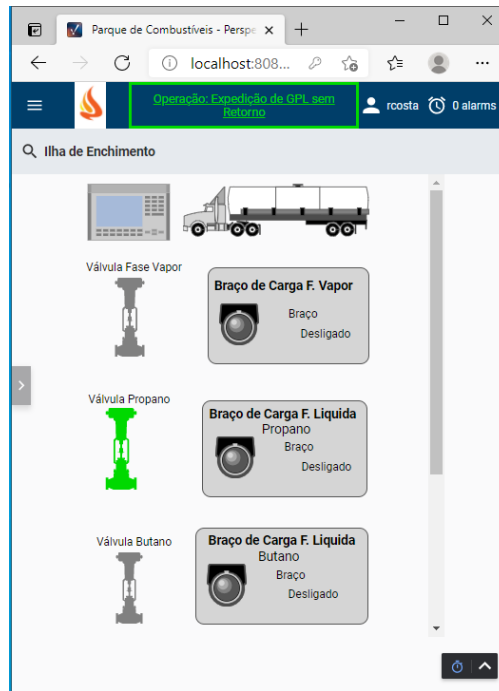 Parque de Combustíveis - Perspe
localhost:808...
Operação: Expedição de GPL sem
Retorno
rcosta
0 alarms
Ilha de Enchimento
Válvula Fase Vapor
Braço de Carga F. Vapor
Braço
Desligado
Válvula Propano
Braço de Carga F. Liquida
Propano
Braço
Desligado
Válvula Butano
Braço de Carga F. Liquida
Butano
Braço
Desligado